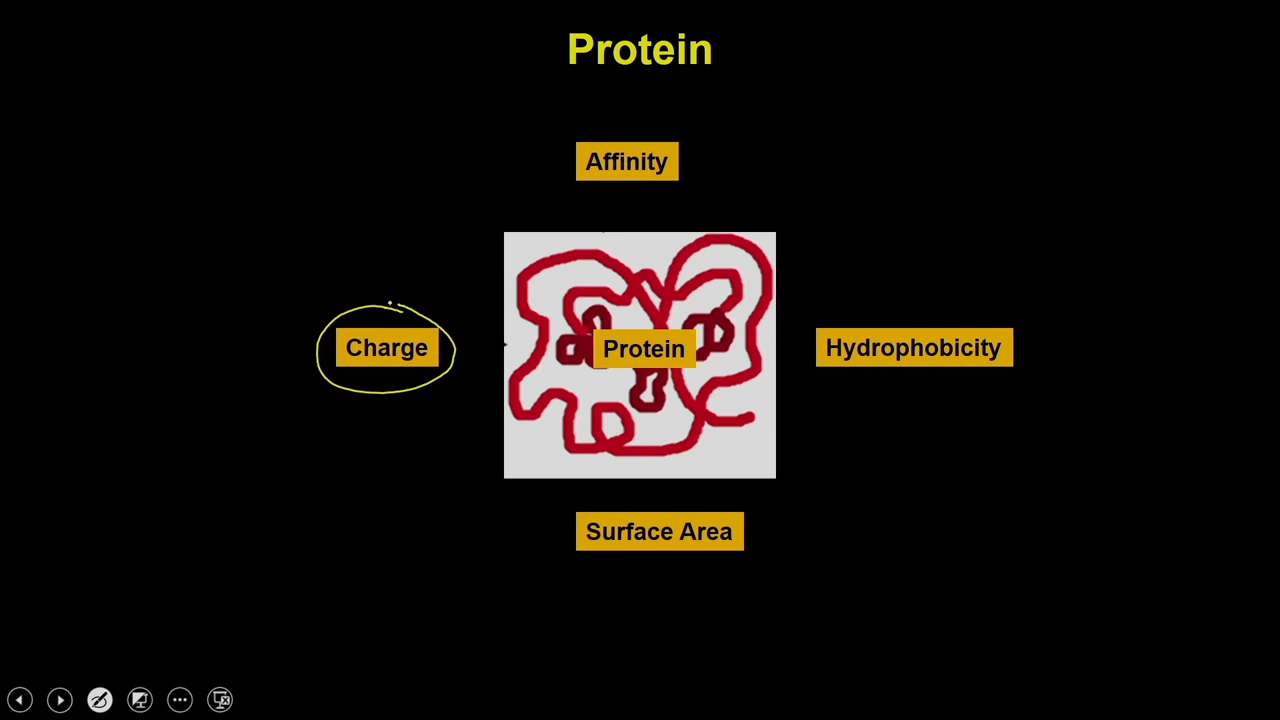 Protein
Affinity
Charge
Protein
Hydrophobicity
Surface Area